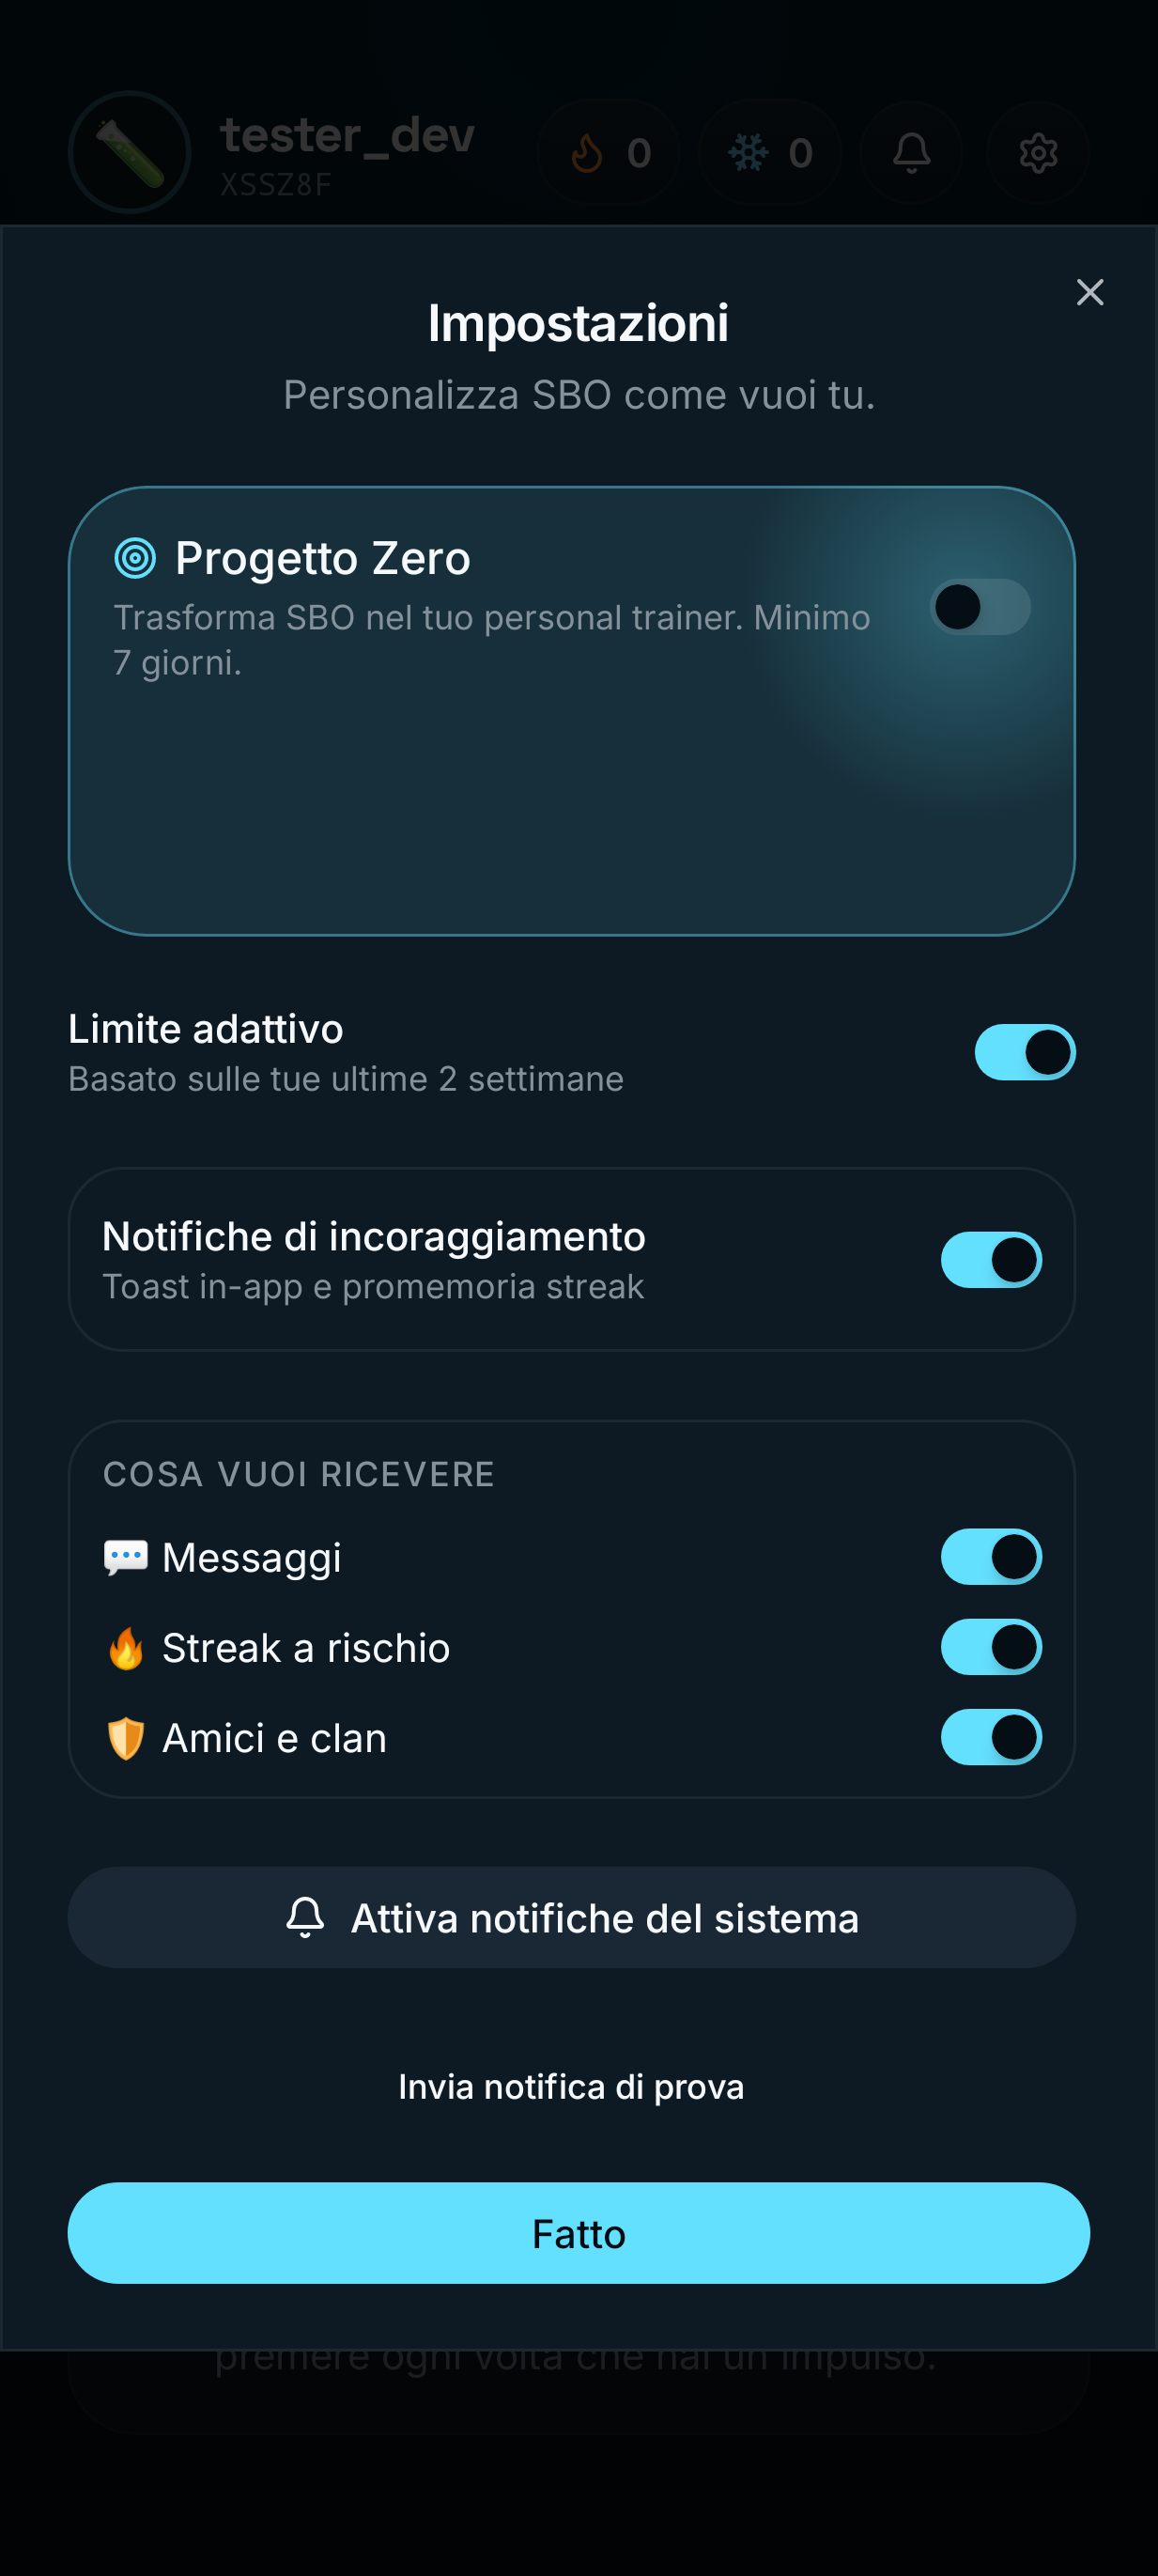 tester_dev
XSSZ8F
0
0
Impostazioni
Personalizza SBO come vuoi tu.
Progetto Zero
Trasforma SBO nel tuo personal trainer. Minimo
7 giorni.
Limite adattivo
Basato sulle tue ultime 2 settimane
Notifiche di incoraggiamento
Toast in-app e promemoria streak
COSA VUOI RICEVERE
Messaggi
Streak a rischio
Amici e clan
Attiva notifiche del sistema
Invia notifica di prova
Fatto
premere ogni volta che hai un impulso.